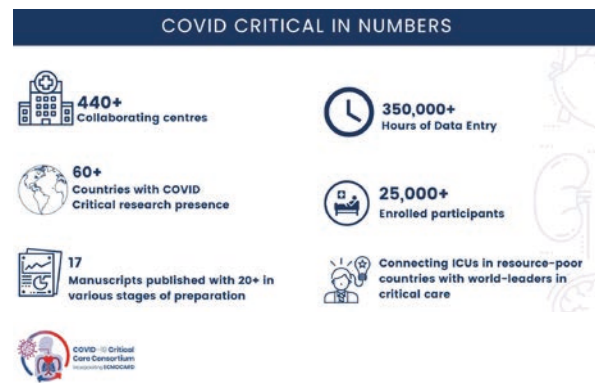 COVID CRITICAL IN NUMBERS
440+
Collaborating centres
60+
Countries with COVID
Critical research presence
17
Manuscripts published with 20+ in
various stages of preparation
350,000+
Hours of Data Entry
25,000+
Enrolled participants
Connecting ICUs in resource-poor
countries with world-leaders in
critical care
COVID-19 Critical
Care Consortium
Incorporating ECMOCARD